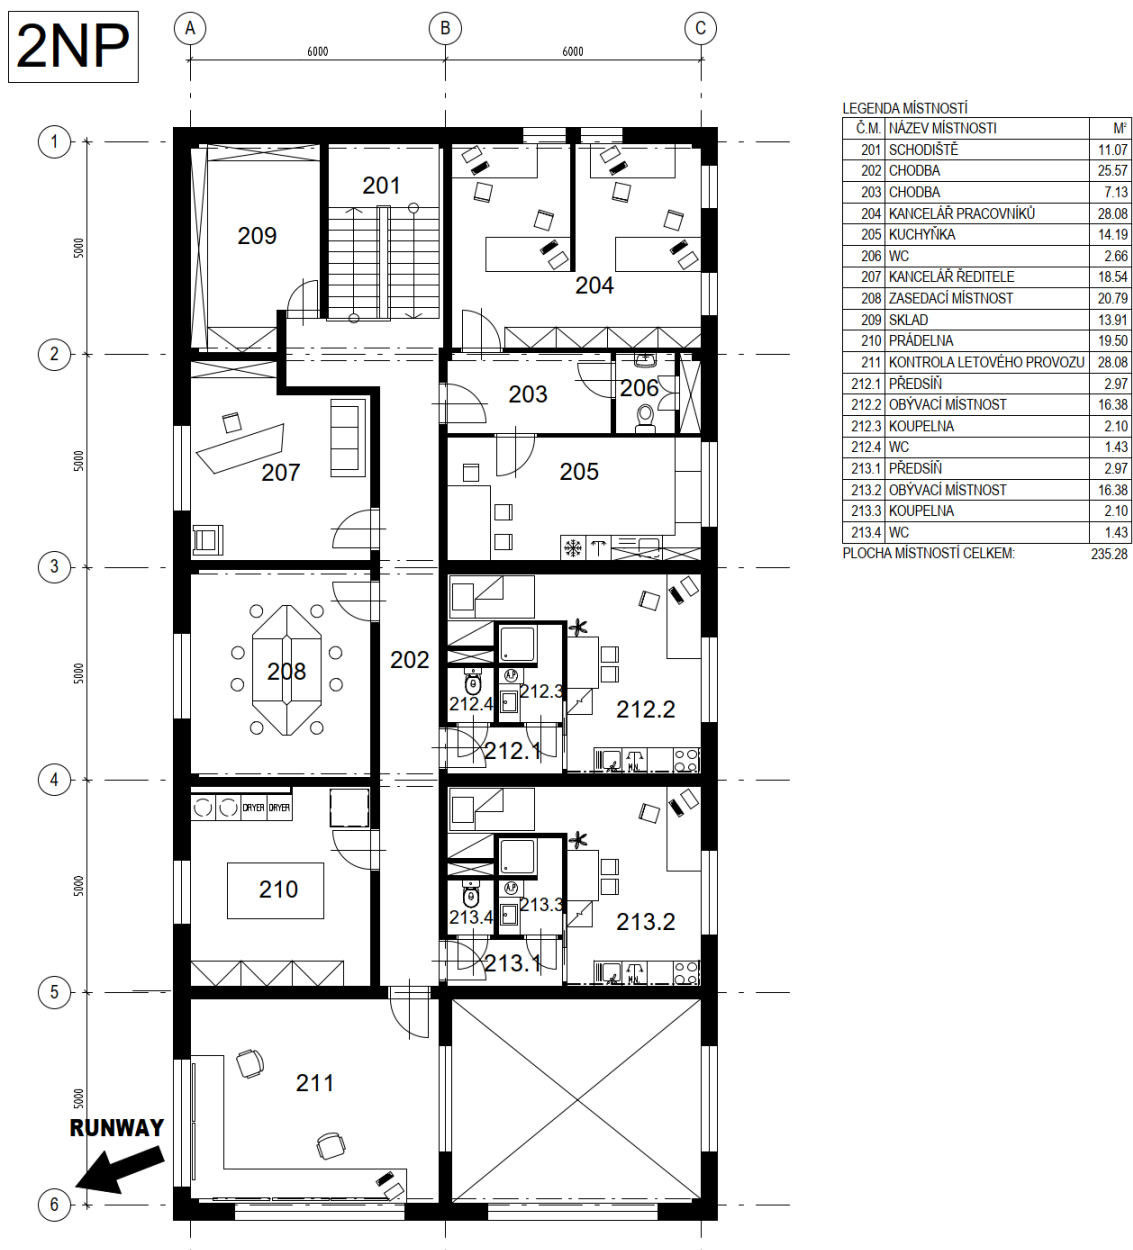 2NP
A
B
C
6000
6000
LEGENDA MÍSTNOSTÍ
Č.M. NÁZEV MÍSTNOSTI M²
201 SCHODIŠTĚ 11.07
202 CHODBA 25.57
203 CHODBA 7.13
204 KANCELÁŘ PRACOVNÍKŮ 28.08
205 KUCHYŇKA 14.19
206 WC 2.66
207 KANCELÁŘ ŘEDITELE 18.54
208 ZASEDACÍ MÍSTNOST 20.79
209 SKLAD 13.91
210 PRÁDELNA 19.50
211 KONTROLA LETOVÉHO PROVOZU 28.08
212.1 PŘEDSÍŇ 2.97
212.2 OBÝVACÍ MÍSTNOST 16.38
212.3 KOUPELNA 2.10
212.4 WC 1.43
213.1 PŘEDSÍŇ 2.97
213.2 OBÝVACÍ MÍSTNOST 16.38
213.3 KOUPELNA 2.10
213.4 WC 1.43
PLOCHA MÍSTNOSTÍ CELKEM: 235.28
1
201
209
5000
204
2
203
206
5000
207
205
3
202
208
5000
212.4
212.3
212.2
212.1
4
DRYER DRYER
210
5000
213.4
213.3
213.2
213.1
5
211
5000
RUNWAY
6